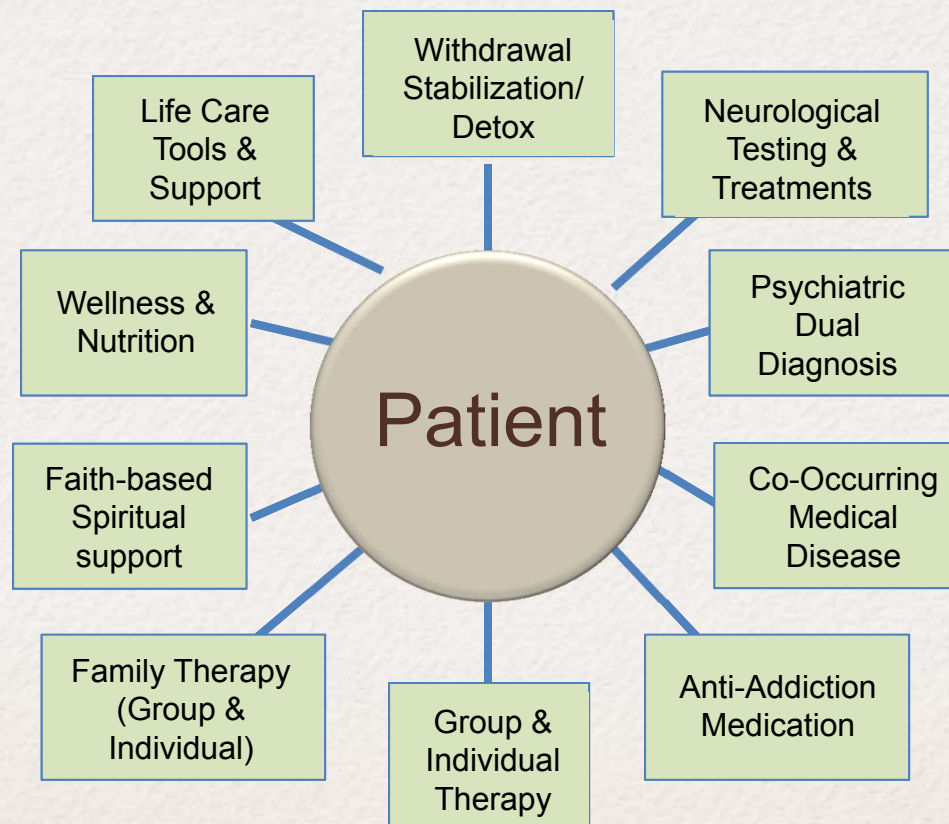 Withdrawal
Stabilization/
Detox
Neurological
Testing &
Treatments
Psychiatric
Dual
Diagnosis
Co-Occurring
Medical
Disease
Anti-Addiction
Medication
Group &
Individual
Therapy
Family Therapy
(Group &
Individual)
Faith-based
Spiritual
support
Wellness &
Nutrition
Life Care
Tools &
Support
Patient